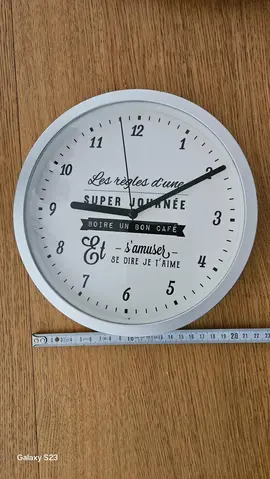 12
11
1
10
2
Les règles d'une
SUPER JOURNÉE
9
3
BOIRE UN BON CAFÉ
Et
s'amuser
SE DIRE JE T'AIME
8
4
7
5
6
20
Galaxy S23